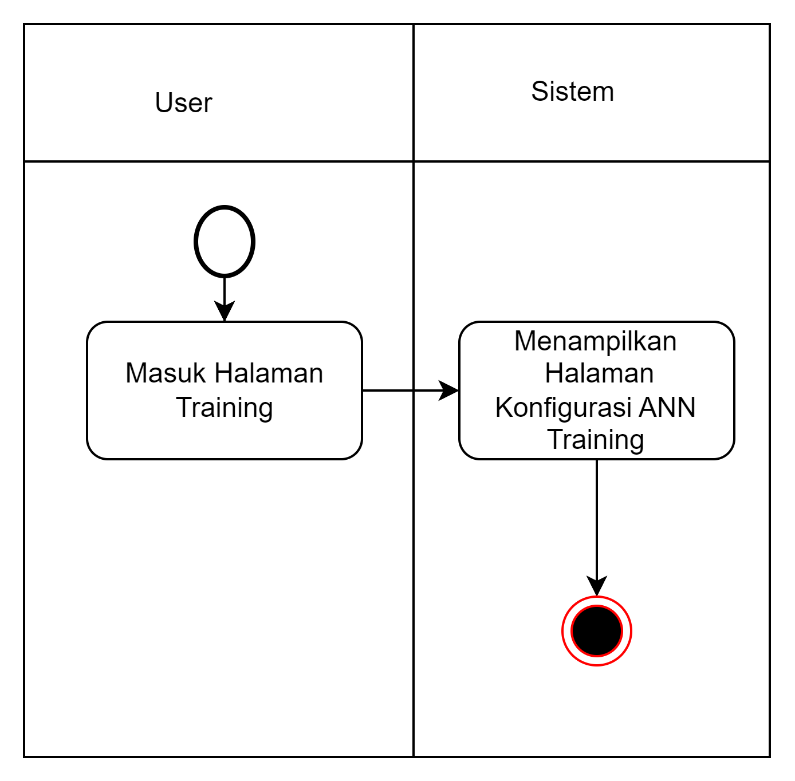 User
Sistem
Masuk Halaman
Training
Menampilkan
Halaman
Konfigurasi ANN
Training